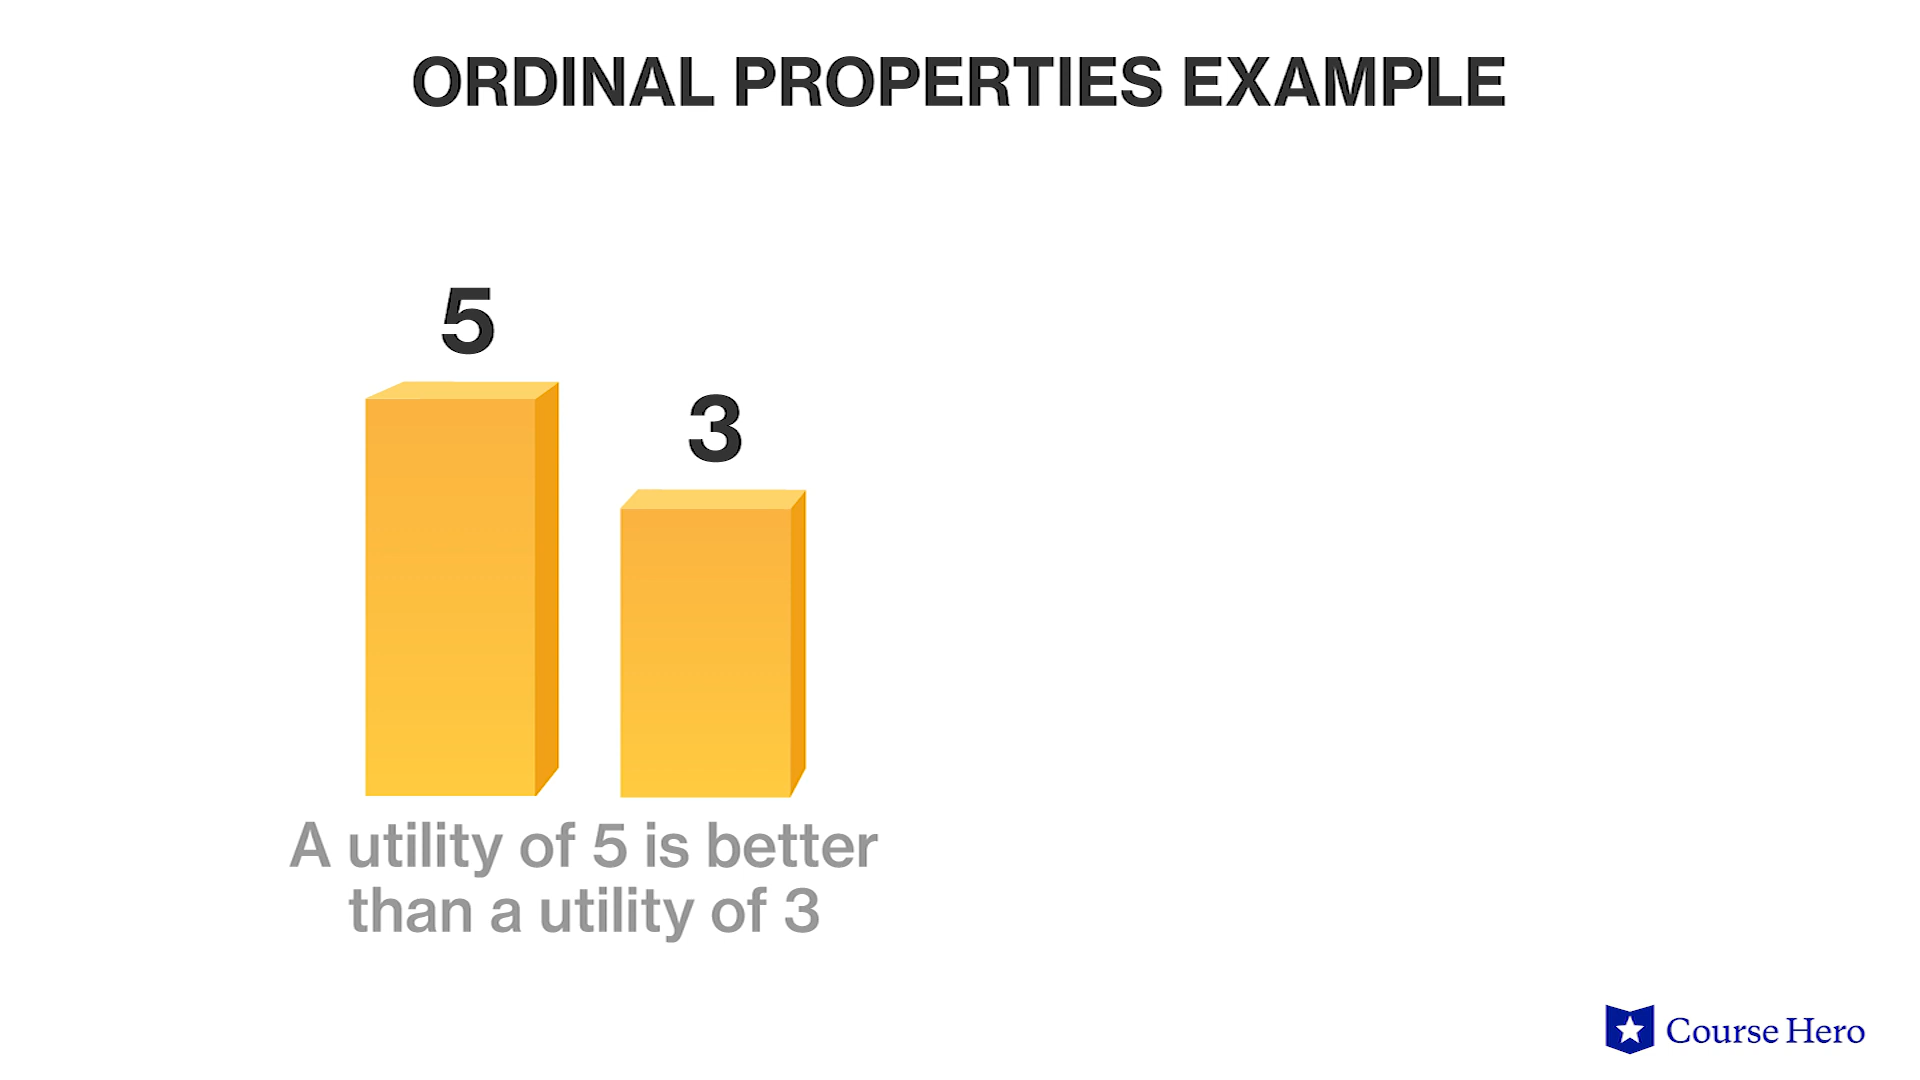 ORDINAL PROPERTIES EXAMPLE
5
3
A utility of 5 is better
than a utility of 3
Course Hero